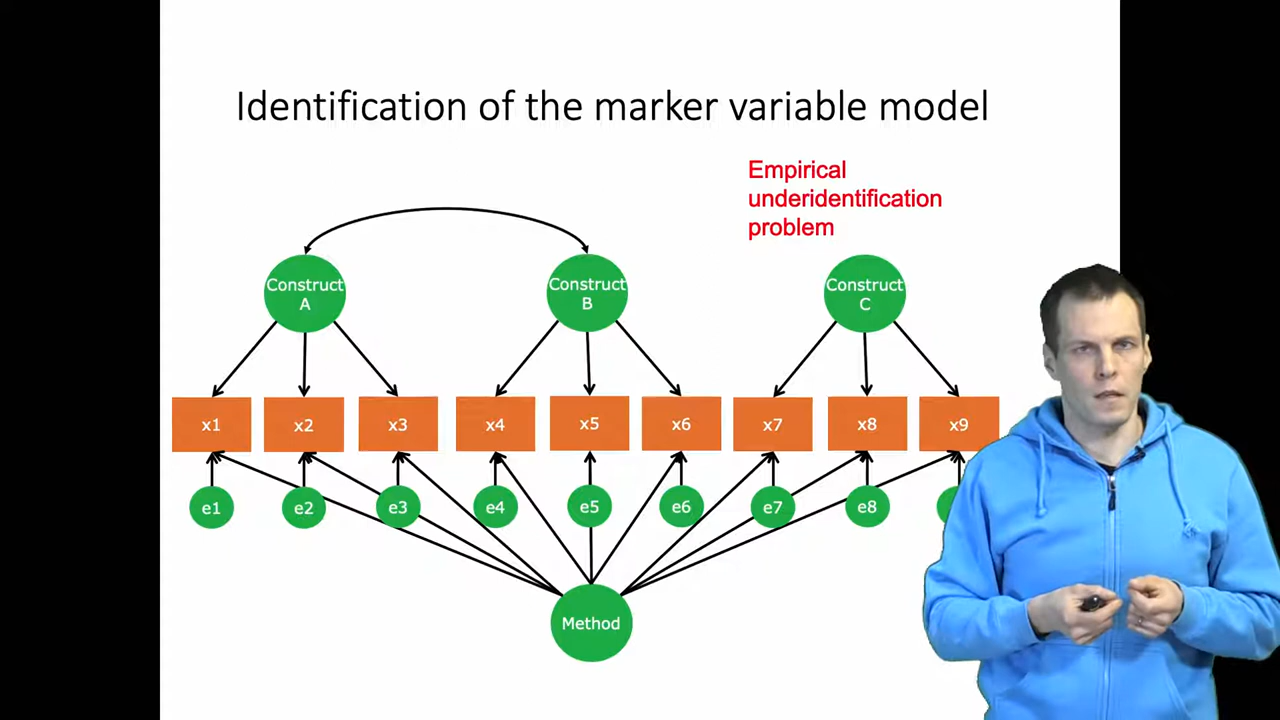 Identification of the marker variable model
Empirical
underidentification
problem
Construct
A
Construct
B
Construct
C
x1 x2 x3 x4 x5 x6 x7 x8 x9
e1 e2 e3 e4 e5 e6 e7 e8
Method